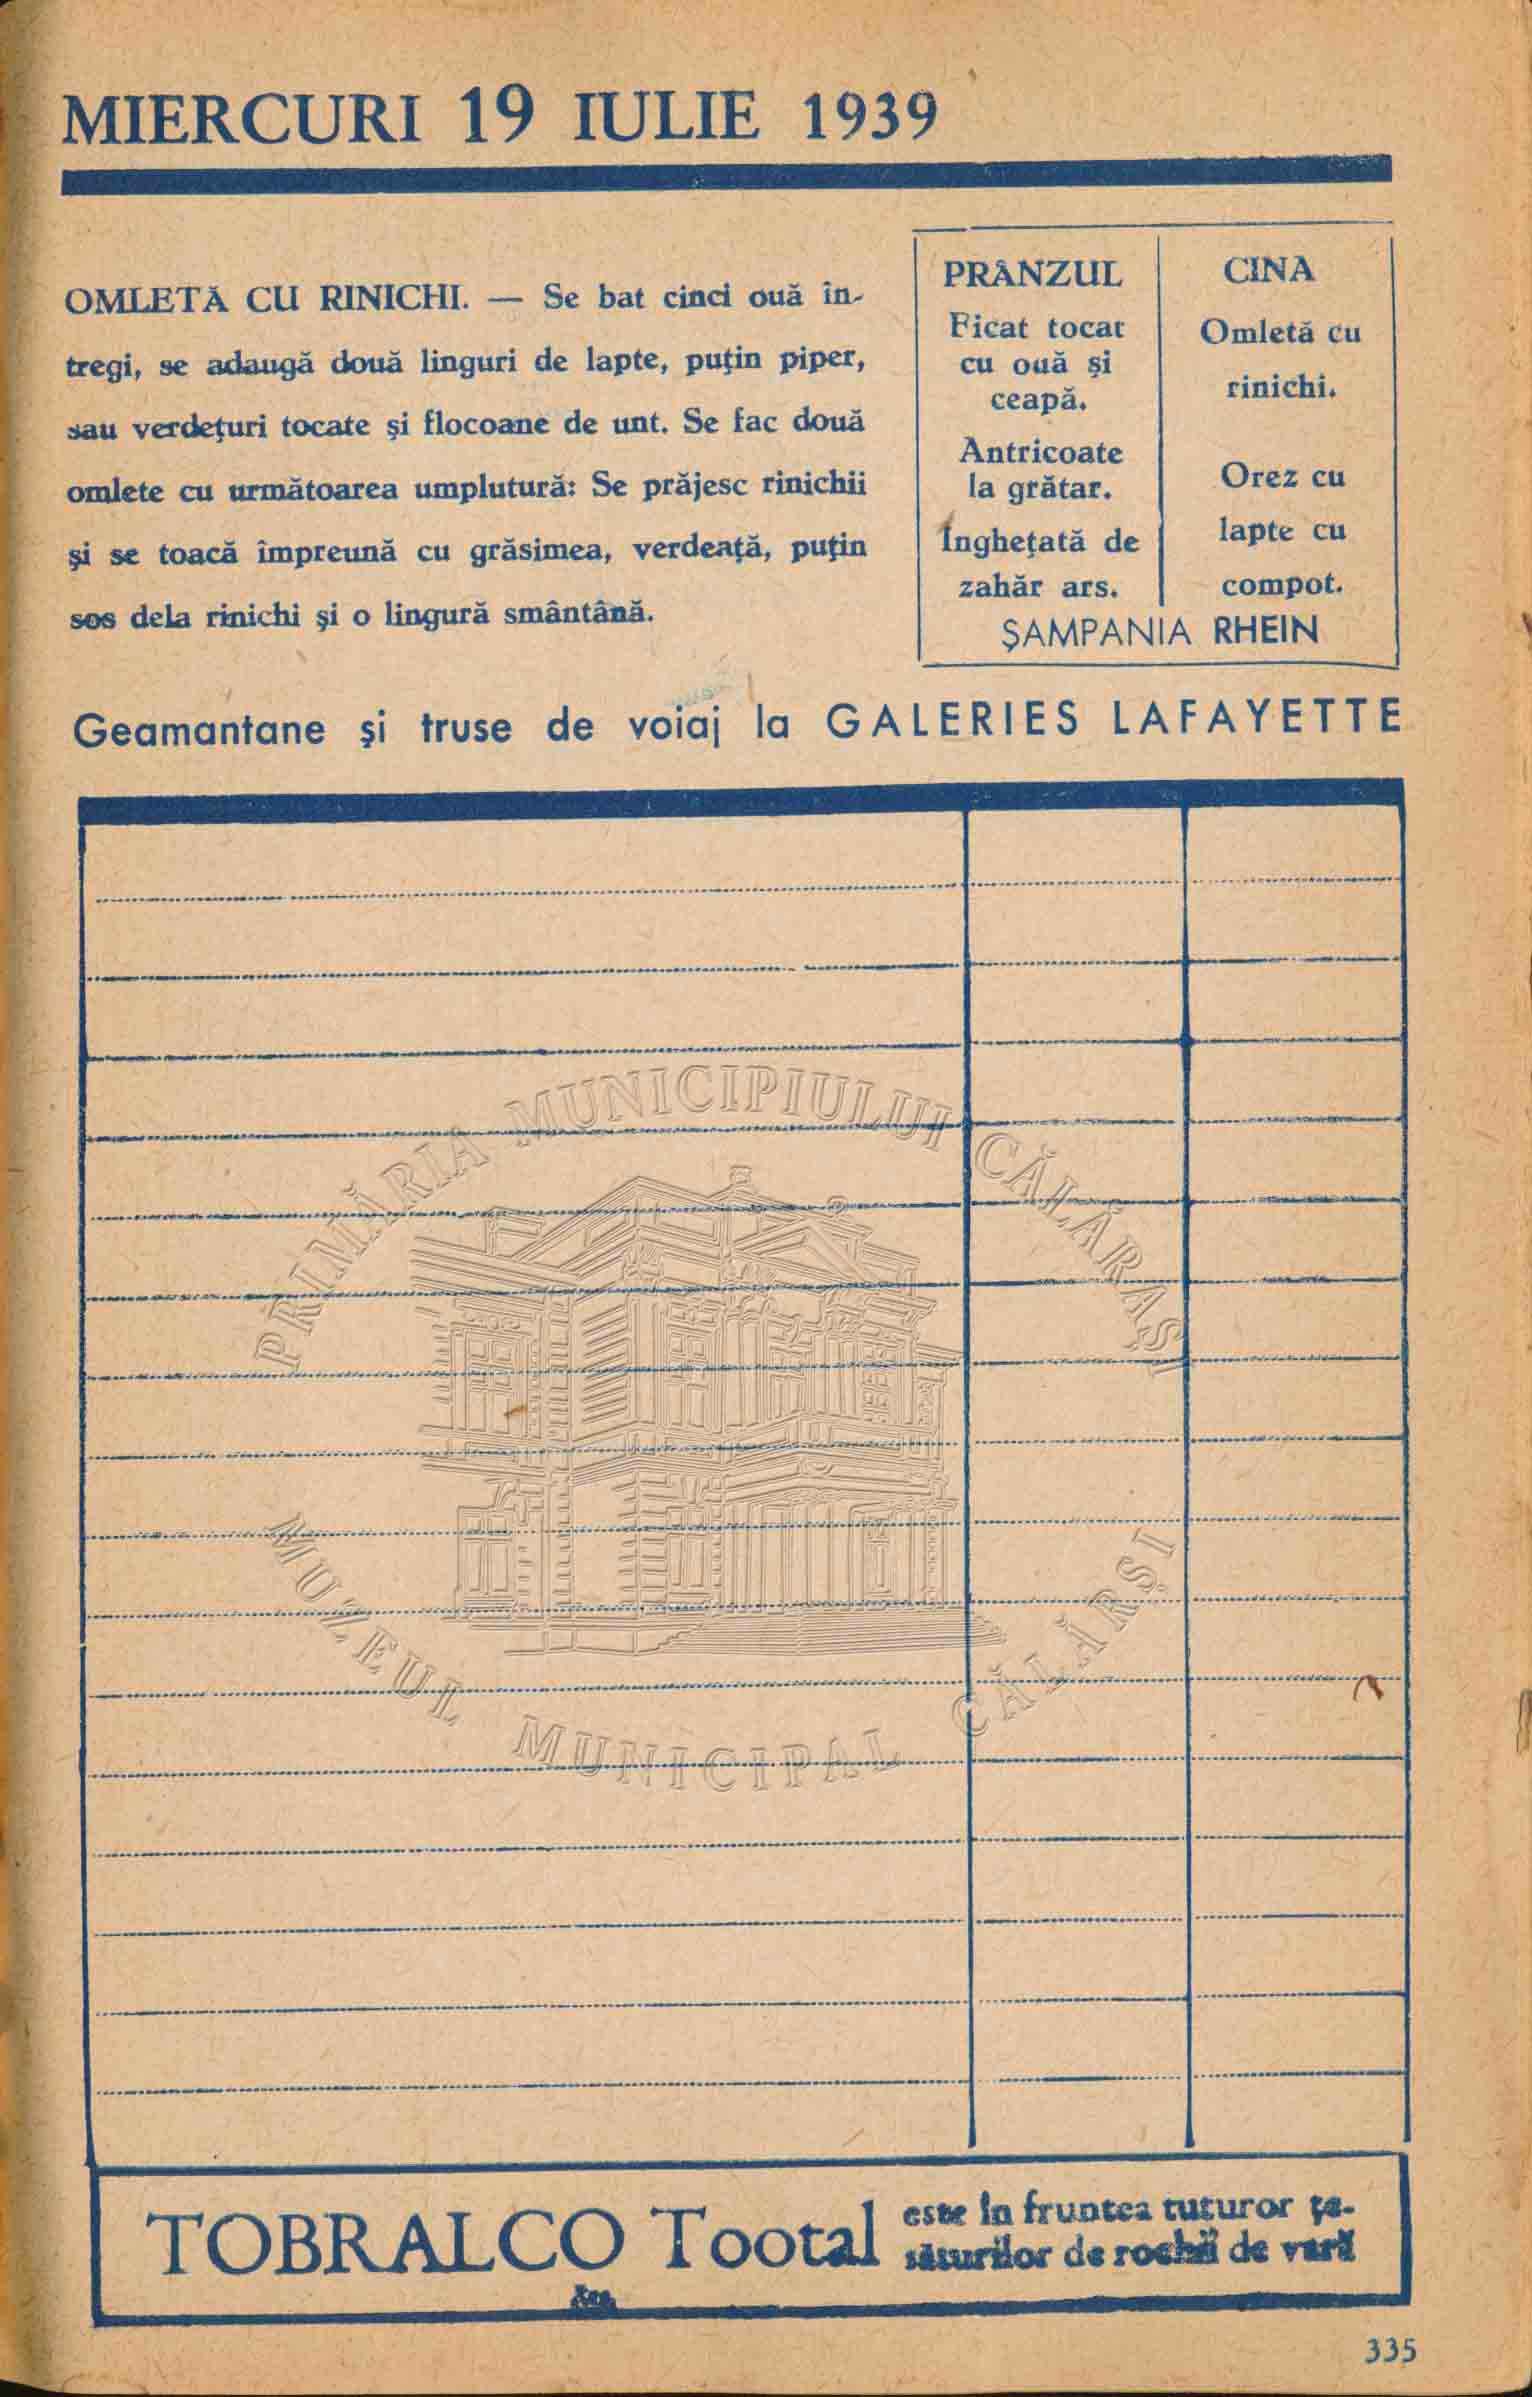 MIERCURI 19 IULIE 1939
OMLETĂ CU RINICHI. — Se bat cinci ouă în-
tregi, se adaugă două linguri de lapte, puţin piper,
sau verdeţuri tocate şi flocoane de unt. Se fac două
omlete cu următoarea umplutură: Se prăjesc rinichii
şi se toacă împreună cu grăsimea, verdeaţă, puţin
sos dela rinichi şi o lingură smântână.
PRÂNZUL
Ficat tocat
cu ouă şi
ceapă.
Antricoate
la grătar.
Îngheţată de
zahăr ars.
CINA
Omletă cu
rinichi.
Orez cu
lapte cu
compot.
ŞAMPANIA RHEIN
Geamantane şi truse de voiaj la GALERIES LAFAYETTE
PRIMĂRIA MUNICIPIULUI CĂLĂRAŞI
MUZEUL MUNICIPAL CĂLĂRŞI
TOBRALCO Tootal
este în fruntea tuturor ţe-
săturilor de rochii de vară
335